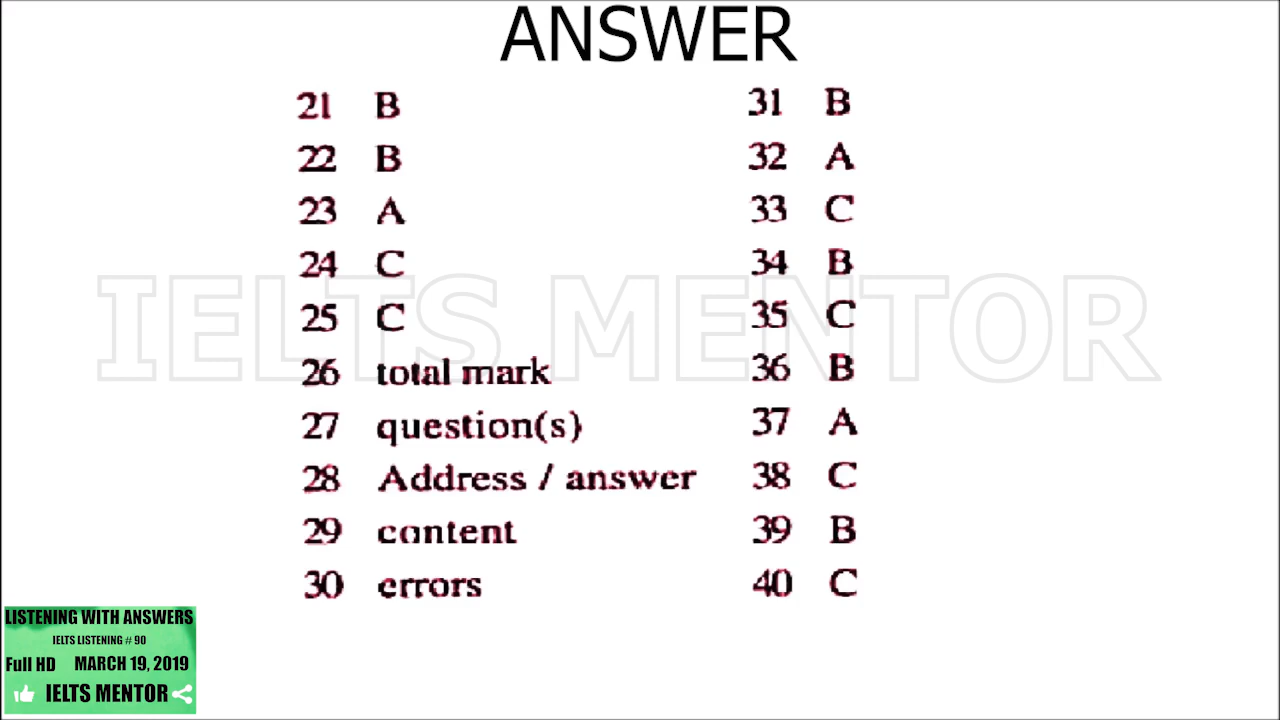 ANSWER
21 B
22 B
23 A
24 C
25 C
26 total mark
27 question(s)
28 Address / answer
29 content
30 errors
31 B
32 A
33 C
34 B
35 C
36 B
37 A
38 C
39 B
40 C
IELTS MENTOR
LISTENING WITH ANSWERS
IELTS LISTENING # 90
Full HD MARCH 19, 2019
IELTS MENTOR